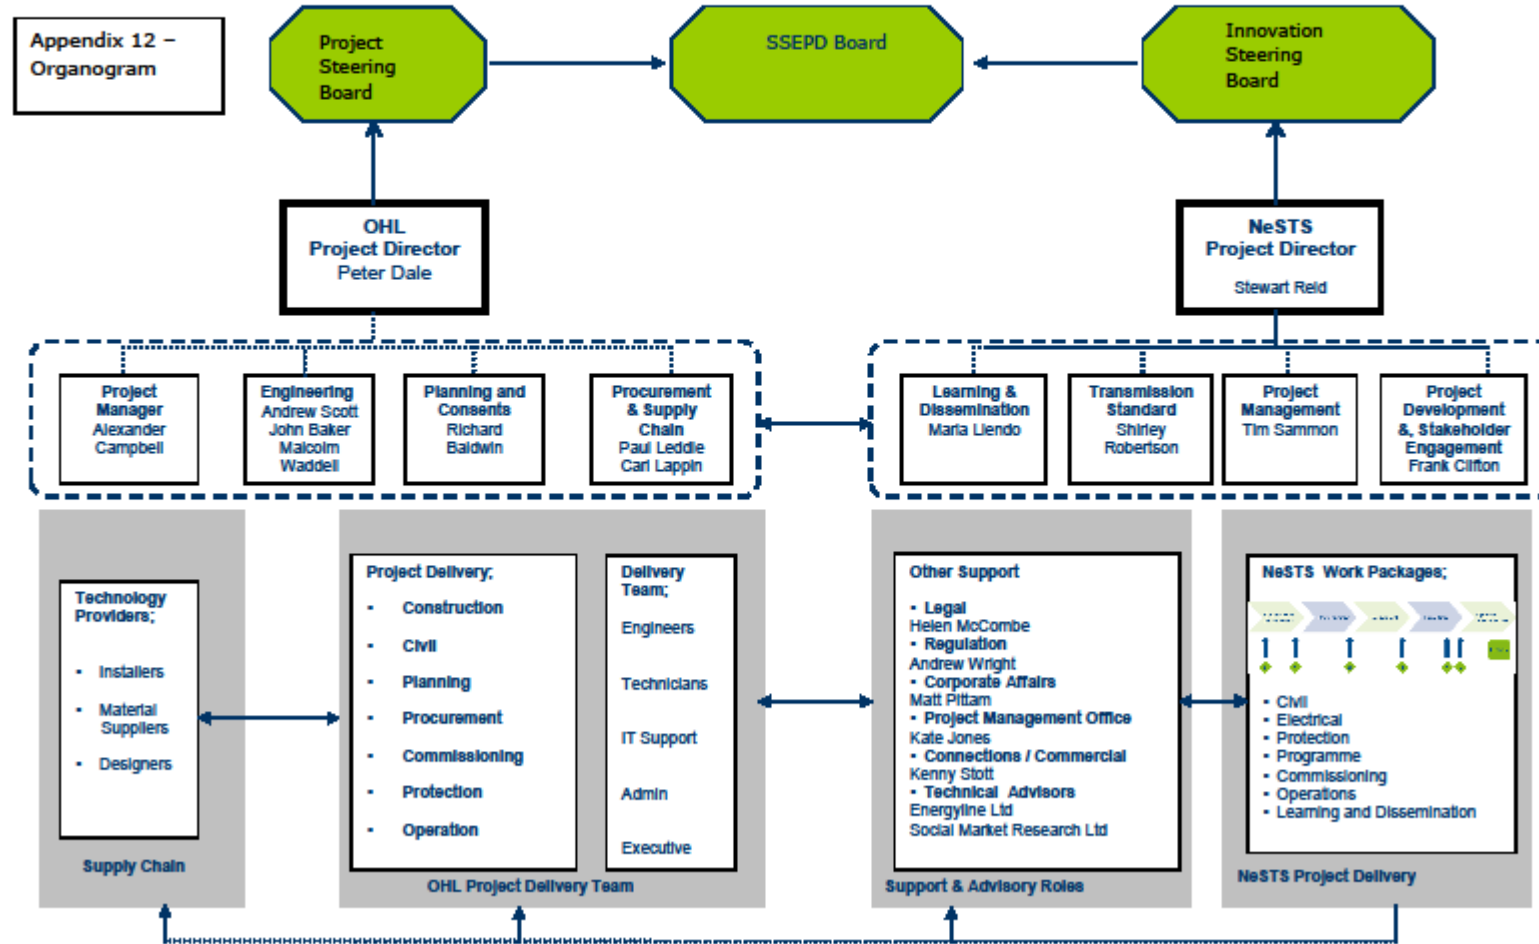 Appendix 12 –
Organogram
Project
Steering
Board
SSEPD Board
Innovation
Steering
Board
OHL
Project Director
Peter Dale
NeSTS
Project Director
Stewart Reid
Project
Manager
Alexander
Campbell
Engineering
Andrew Scott
John Baker
Malcolm
Waddell
Planning and
Consents
Richard
Baldwin
Procurement
& Supply
Chain
Paul Leddie
Carl Lappin
Learning &
Dissemination
Maria Liendo
Transmission
Standard
Shirley
Robertson
Project
Management
Tim Sammon
Project
Development
&, Stakeholder
Engagement
Frank Clifton
Technology
Providers;
▪ Installers
▪ Material
Suppliers
▪ Designers
Supply Chain
Project Delivery;
▪ Construction
▪ Civil
▪ Planning
▪ Procurement
▪ Commissioning
▪ Protection
▪ Operation
Delivery
Team;
Engineers
Technicians
IT Support
Admin
Executive
OHL Project Delivery Team
Other Support
▪ Legal
Helen McCombe
▪ Regulation
Andrew Wright
▪ Corporate Affairs
Matt Pittam
▪ Project Management Office
Kate Jones
▪ Connections / Commercial
Kenny Stott
▪ Technical Advisors
Energyline Ltd
Social Market Research Ltd
Support & Advisory Roles
NeSTS Work Packages;
▪ Civil
▪ Electrical
▪ Protection
▪ Programme
▪ Commissioning
▪ Operations
▪ Learning and Dissemination
NeSTS Project Delivery